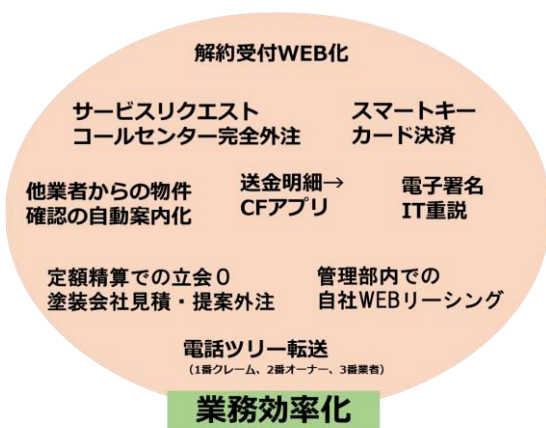 解約受付WEB化
サービスリクエスト
コールセンター完全外注
スマートキー
カード決済
他業者からの物件
確認の自動案内化
送金明細→
CFアプリ
電子署名
IT重説
定額精算での立会0
塗装会社見積・提案外注
管理部内での
自社WEBリーシング
電話ツリー転送
（1番クレーム、2番オーナー、3番業者）
業務効率化